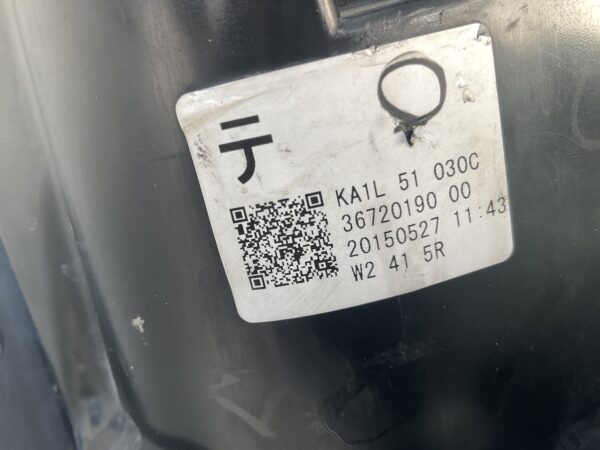 テ
KA1L 51 030C
36720190 00
20150527 11:43
W2 41 5R